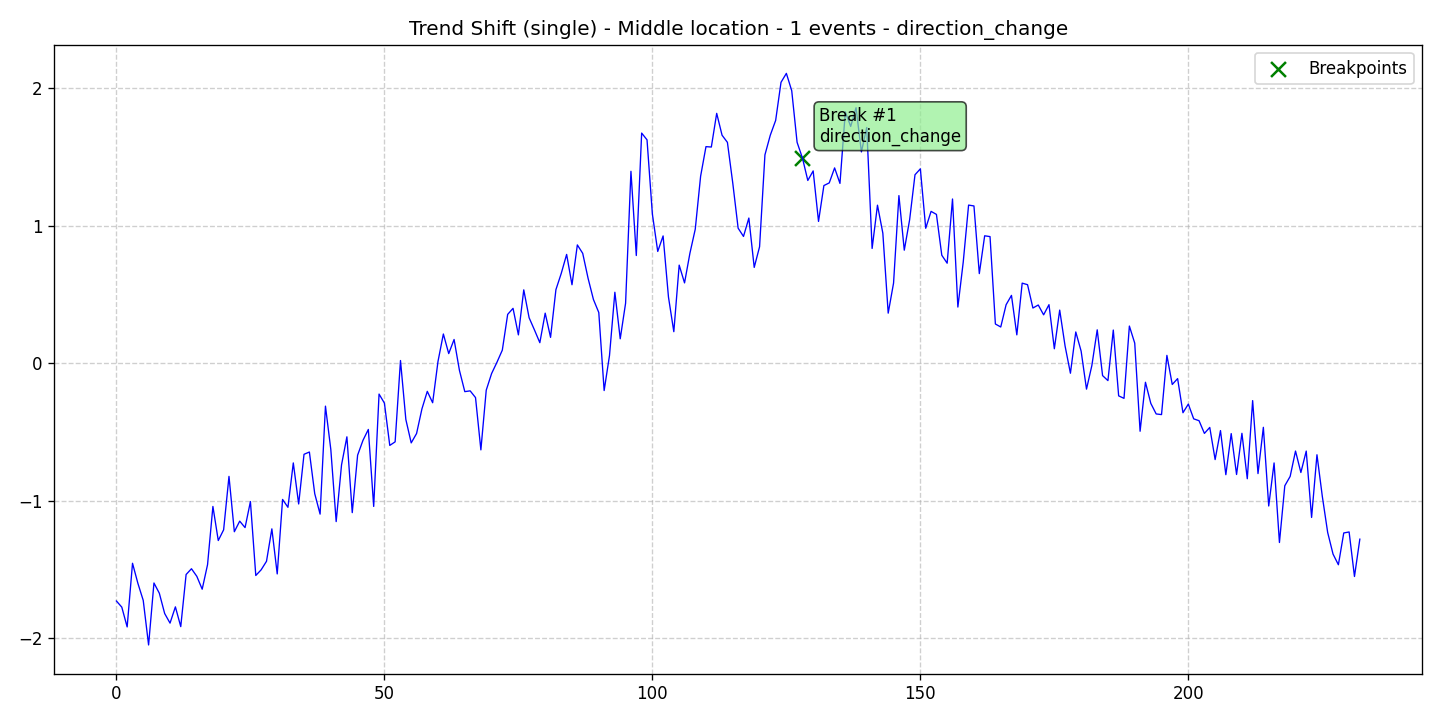 Trend Shift (single) - Middle location - 1 events - direction_change
Breakpoints
Break #1
direction_change
2
1
0
−1
−2
0
50
100
150
200